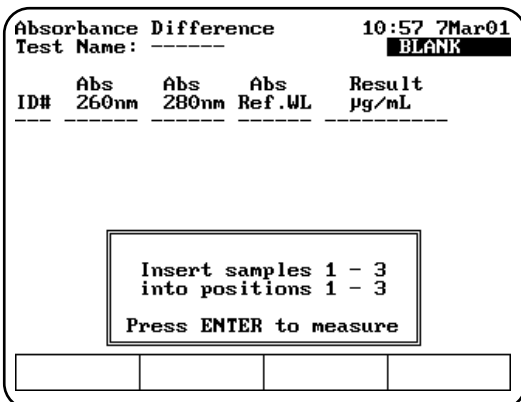 Absorbance Difference 10:57 7Mar01
Test Name: ------ BLANK
Abs Abs Abs Result
ID# 260nm 280nm Ref.WL µg/mL
--- ------ ------ ------ ----------
Insert samples 1 - 3
into positions 1 - 3
Press ENTER to measure